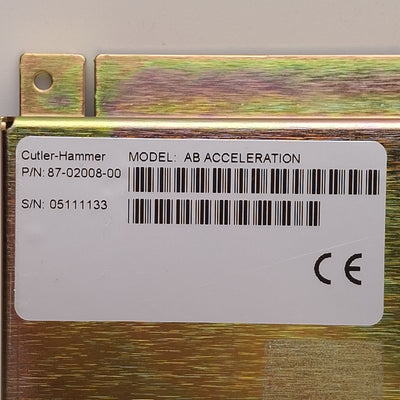 Cutler-Hammer MODEL: AB ACCELERATION
P/N: 87-02008-00
S/N: 05111133
CE